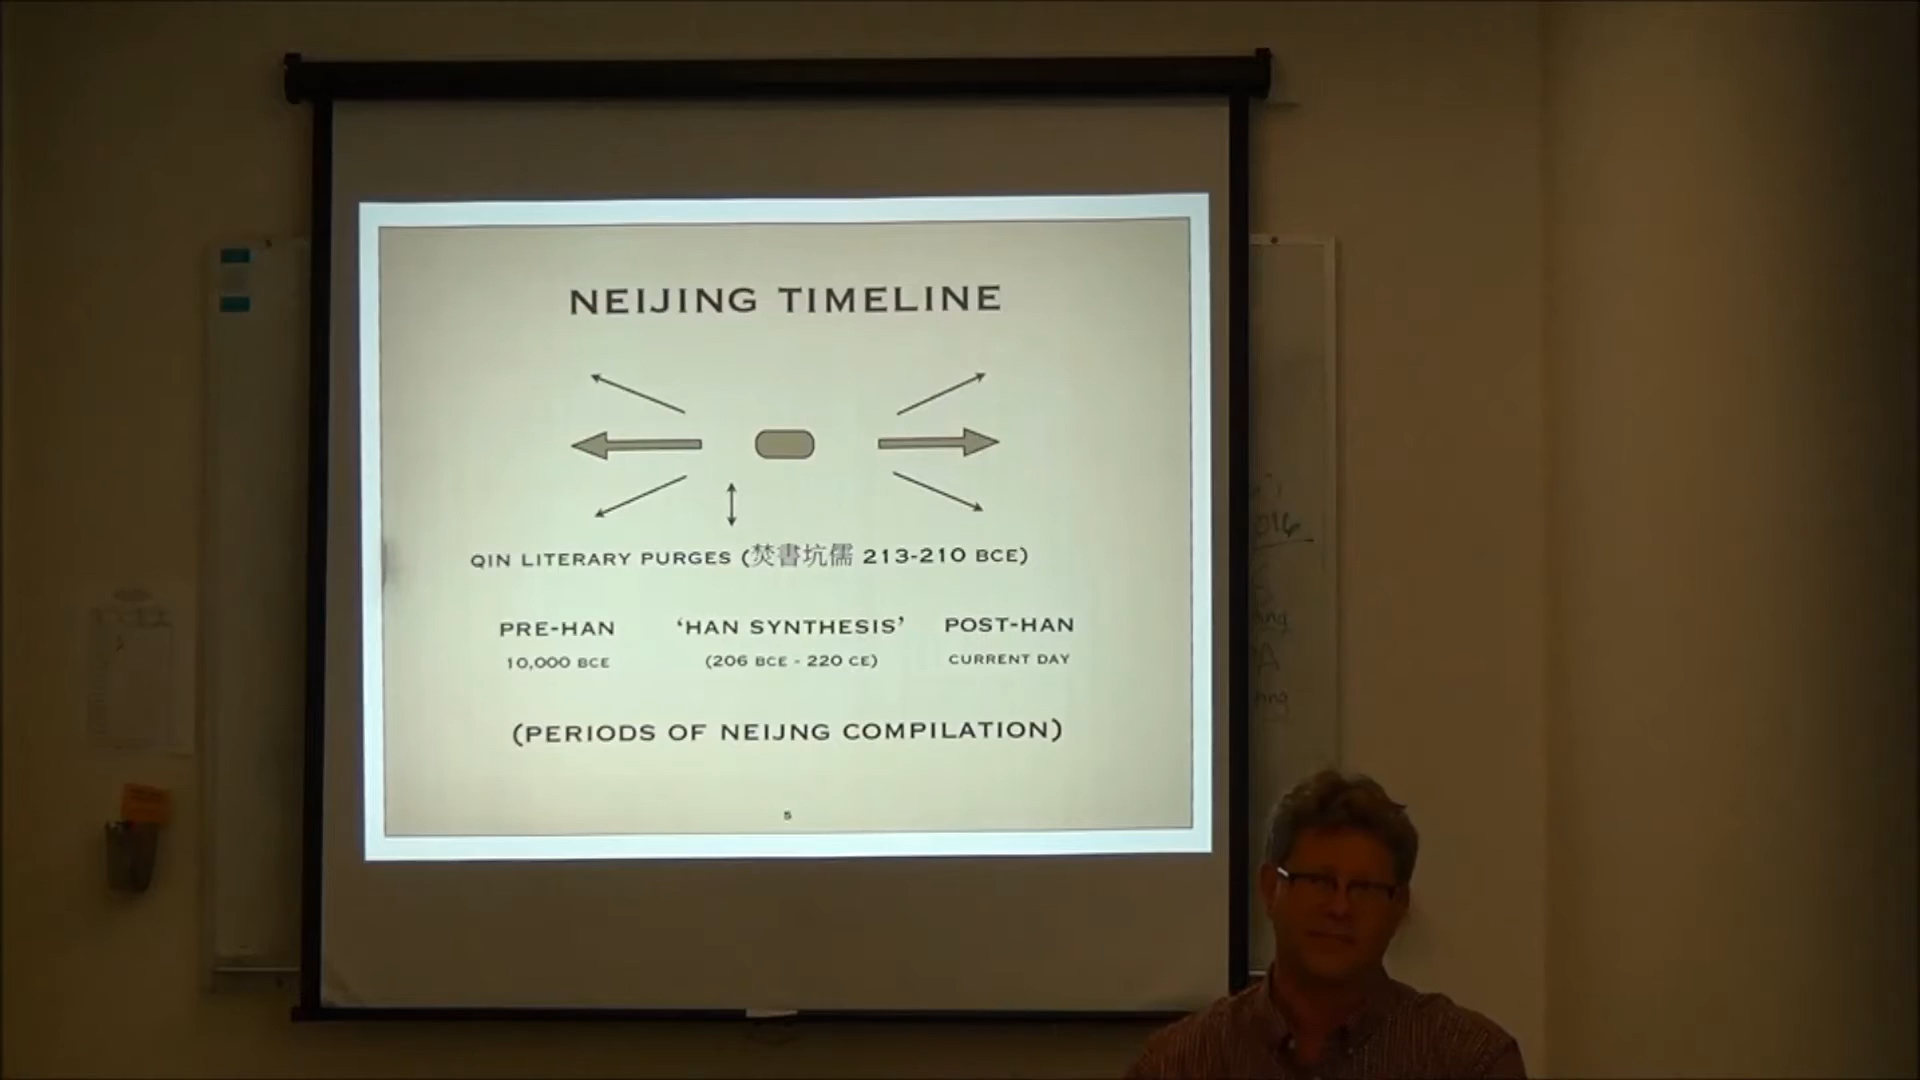 NEIJING TIMELINE
QIN LITERARY PURGES (焚書坑儒 213-210 BCE)
PRE-HAN 'HAN SYNTHESIS' POST-HAN
10,000 BCE (206 BCE - 220 CE) CURRENT DAY
(PERIODS OF NEIJNG COMPILATION)
5